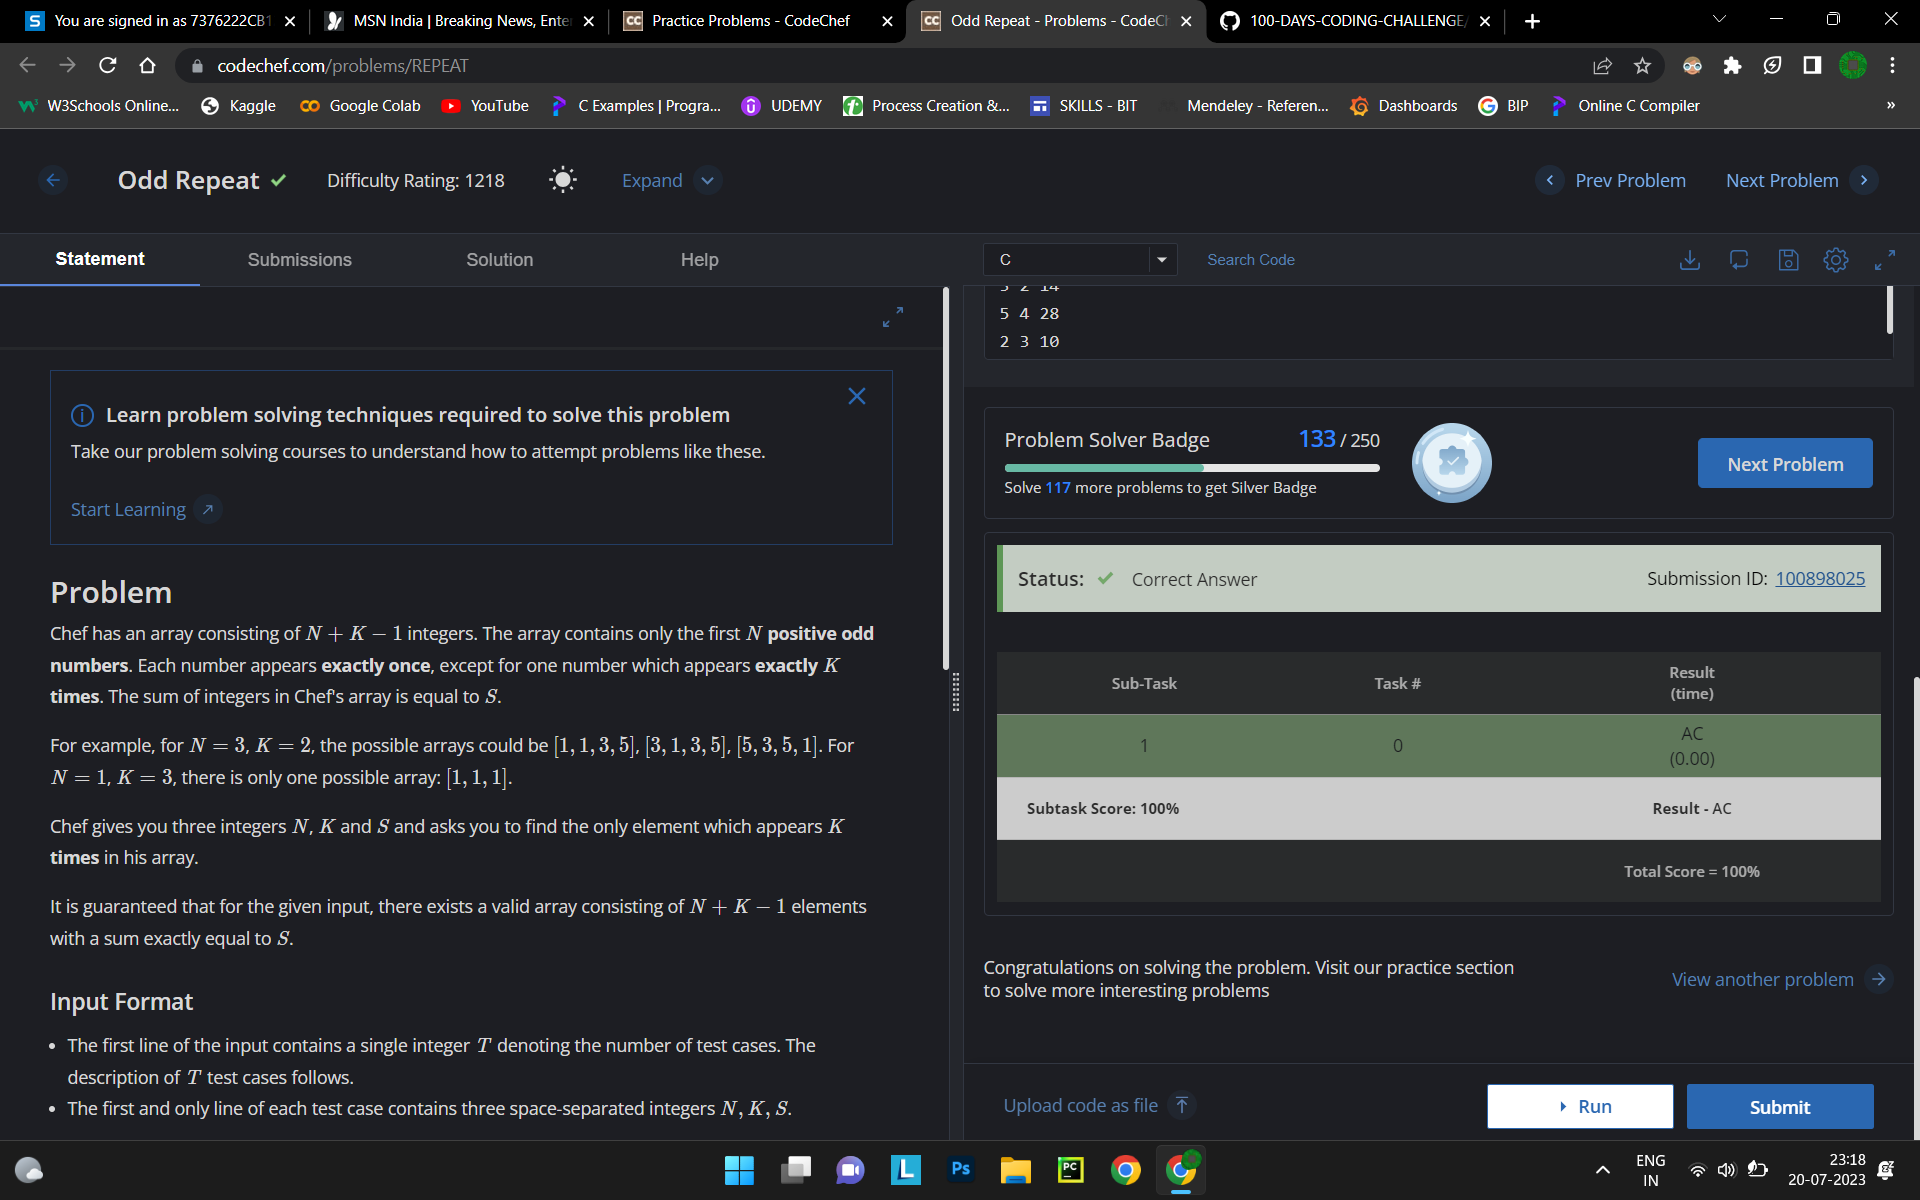 You are signed in as 7376222CB1
MSN India | Breaking News, Enter
Practice Problems - CodeChef
Odd Repeat - Problems - CodeCh
100-DAYS-CODING-CHALLENGE/
codechef.com/problems/REPEAT
W3Schools Online...
Kaggle
Google Colab
YouTube
C Examples | Progra...
UDEMY
Process Creation &...
SKILLS - BIT
Mendeley - Referen...
Dashboards
BIP
Online C Compiler
»
Odd Repeat
Difficulty Rating: 1218
Expand
Prev Problem
Next Problem
Statement
Submissions
Solution
Help
C
Search Code
5 4 28
2 3 10
Learn problem solving techniques required to solve this problem
Take our problem solving courses to understand how to attempt problems like these.
Start Learning
Problem
Chef has an array consisting of N + K − 1 integers. The array contains only the first N positive odd
numbers. Each number appears exactly once, except for one number which appears exactly K
times. The sum of integers in Chef's array is equal to S.
For example, for N = 3, K = 2, the possible arrays could be [1, 1, 3, 5], [3, 1, 3, 5], [5, 3, 5, 1]. For
N = 1, K = 3, there is only one possible array: [1, 1, 1].
Chef gives you three integers N, K and S and asks you to find the only element which appears K
times in his array.
It is guaranteed that for the given input, there exists a valid array consisting of N + K − 1 elements
with a sum exactly equal to S.
Input Format
• The first line of the input contains a single integer T denoting the number of test cases. The
description of T test cases follows.
• The first and only line of each test case contains three space-separated integers N, K, S.
Problem Solver Badge
133 / 250
Solve 117 more problems to get Silver Badge
Next Problem
Status: Correct Answer
Submission ID: 100898025
Sub-Task
Task #
Result
(time)
1
0
AC
(0.00)
Subtask Score: 100%
Result - AC
Total Score = 100%
Congratulations on solving the problem. Visit our practice section
to solve more interesting problems
View another problem
Upload code as file
Run
Submit
L
Ps
PC
ENG
IN
23:18
20-07-2023